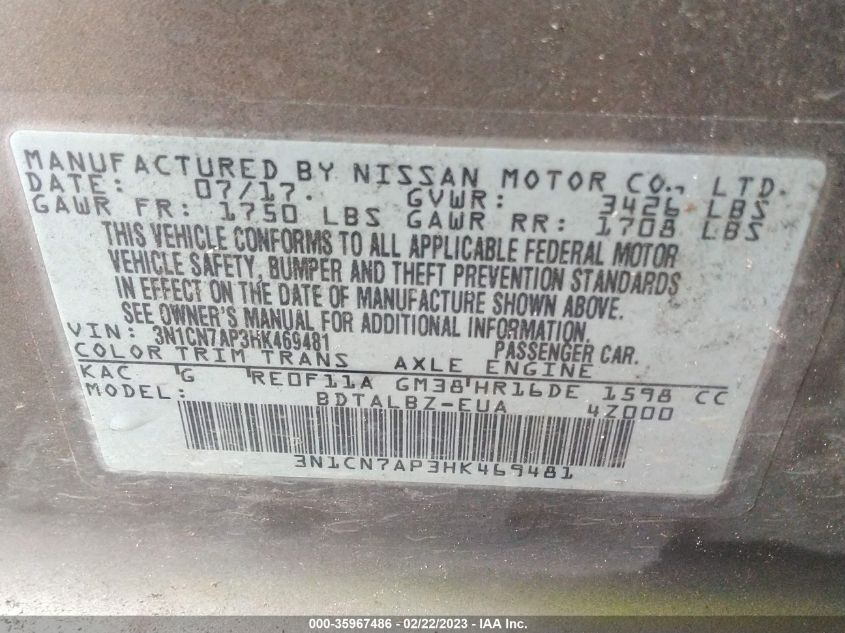 MANUFACTURED BY NISSAN MOTOR CO., LTD.
DATE: 07/17. GVWR: 3426 LBS
GAWR FR: 1750 LBS GAWR RR: 1708 LBS
THIS VEHICLE CONFORMS TO ALL APPLICABLE FEDERAL MOTOR
VEHICLE SAFETY, BUMPER AND THEFT PREVENTION STANDARDS
IN EFFECT ON THE DATE OF MANUFACTURE SHOWN ABOVE.
SEE OWNER'S MANUAL FOR ADDITIONAL INFORMATION.
VIN: 3N1CN7AP3HK469481 PASSENGER CAR.
COLOR TRIM TRANS AXLE ENGINE
KAC G RE0F11A GM38 HR16DE 1598 CC
MODEL: BDTALBZ-EUA 4Z000
3N1CN7AP3HK469481
000-35967486 - 02/22/2023 - IAA Inc.